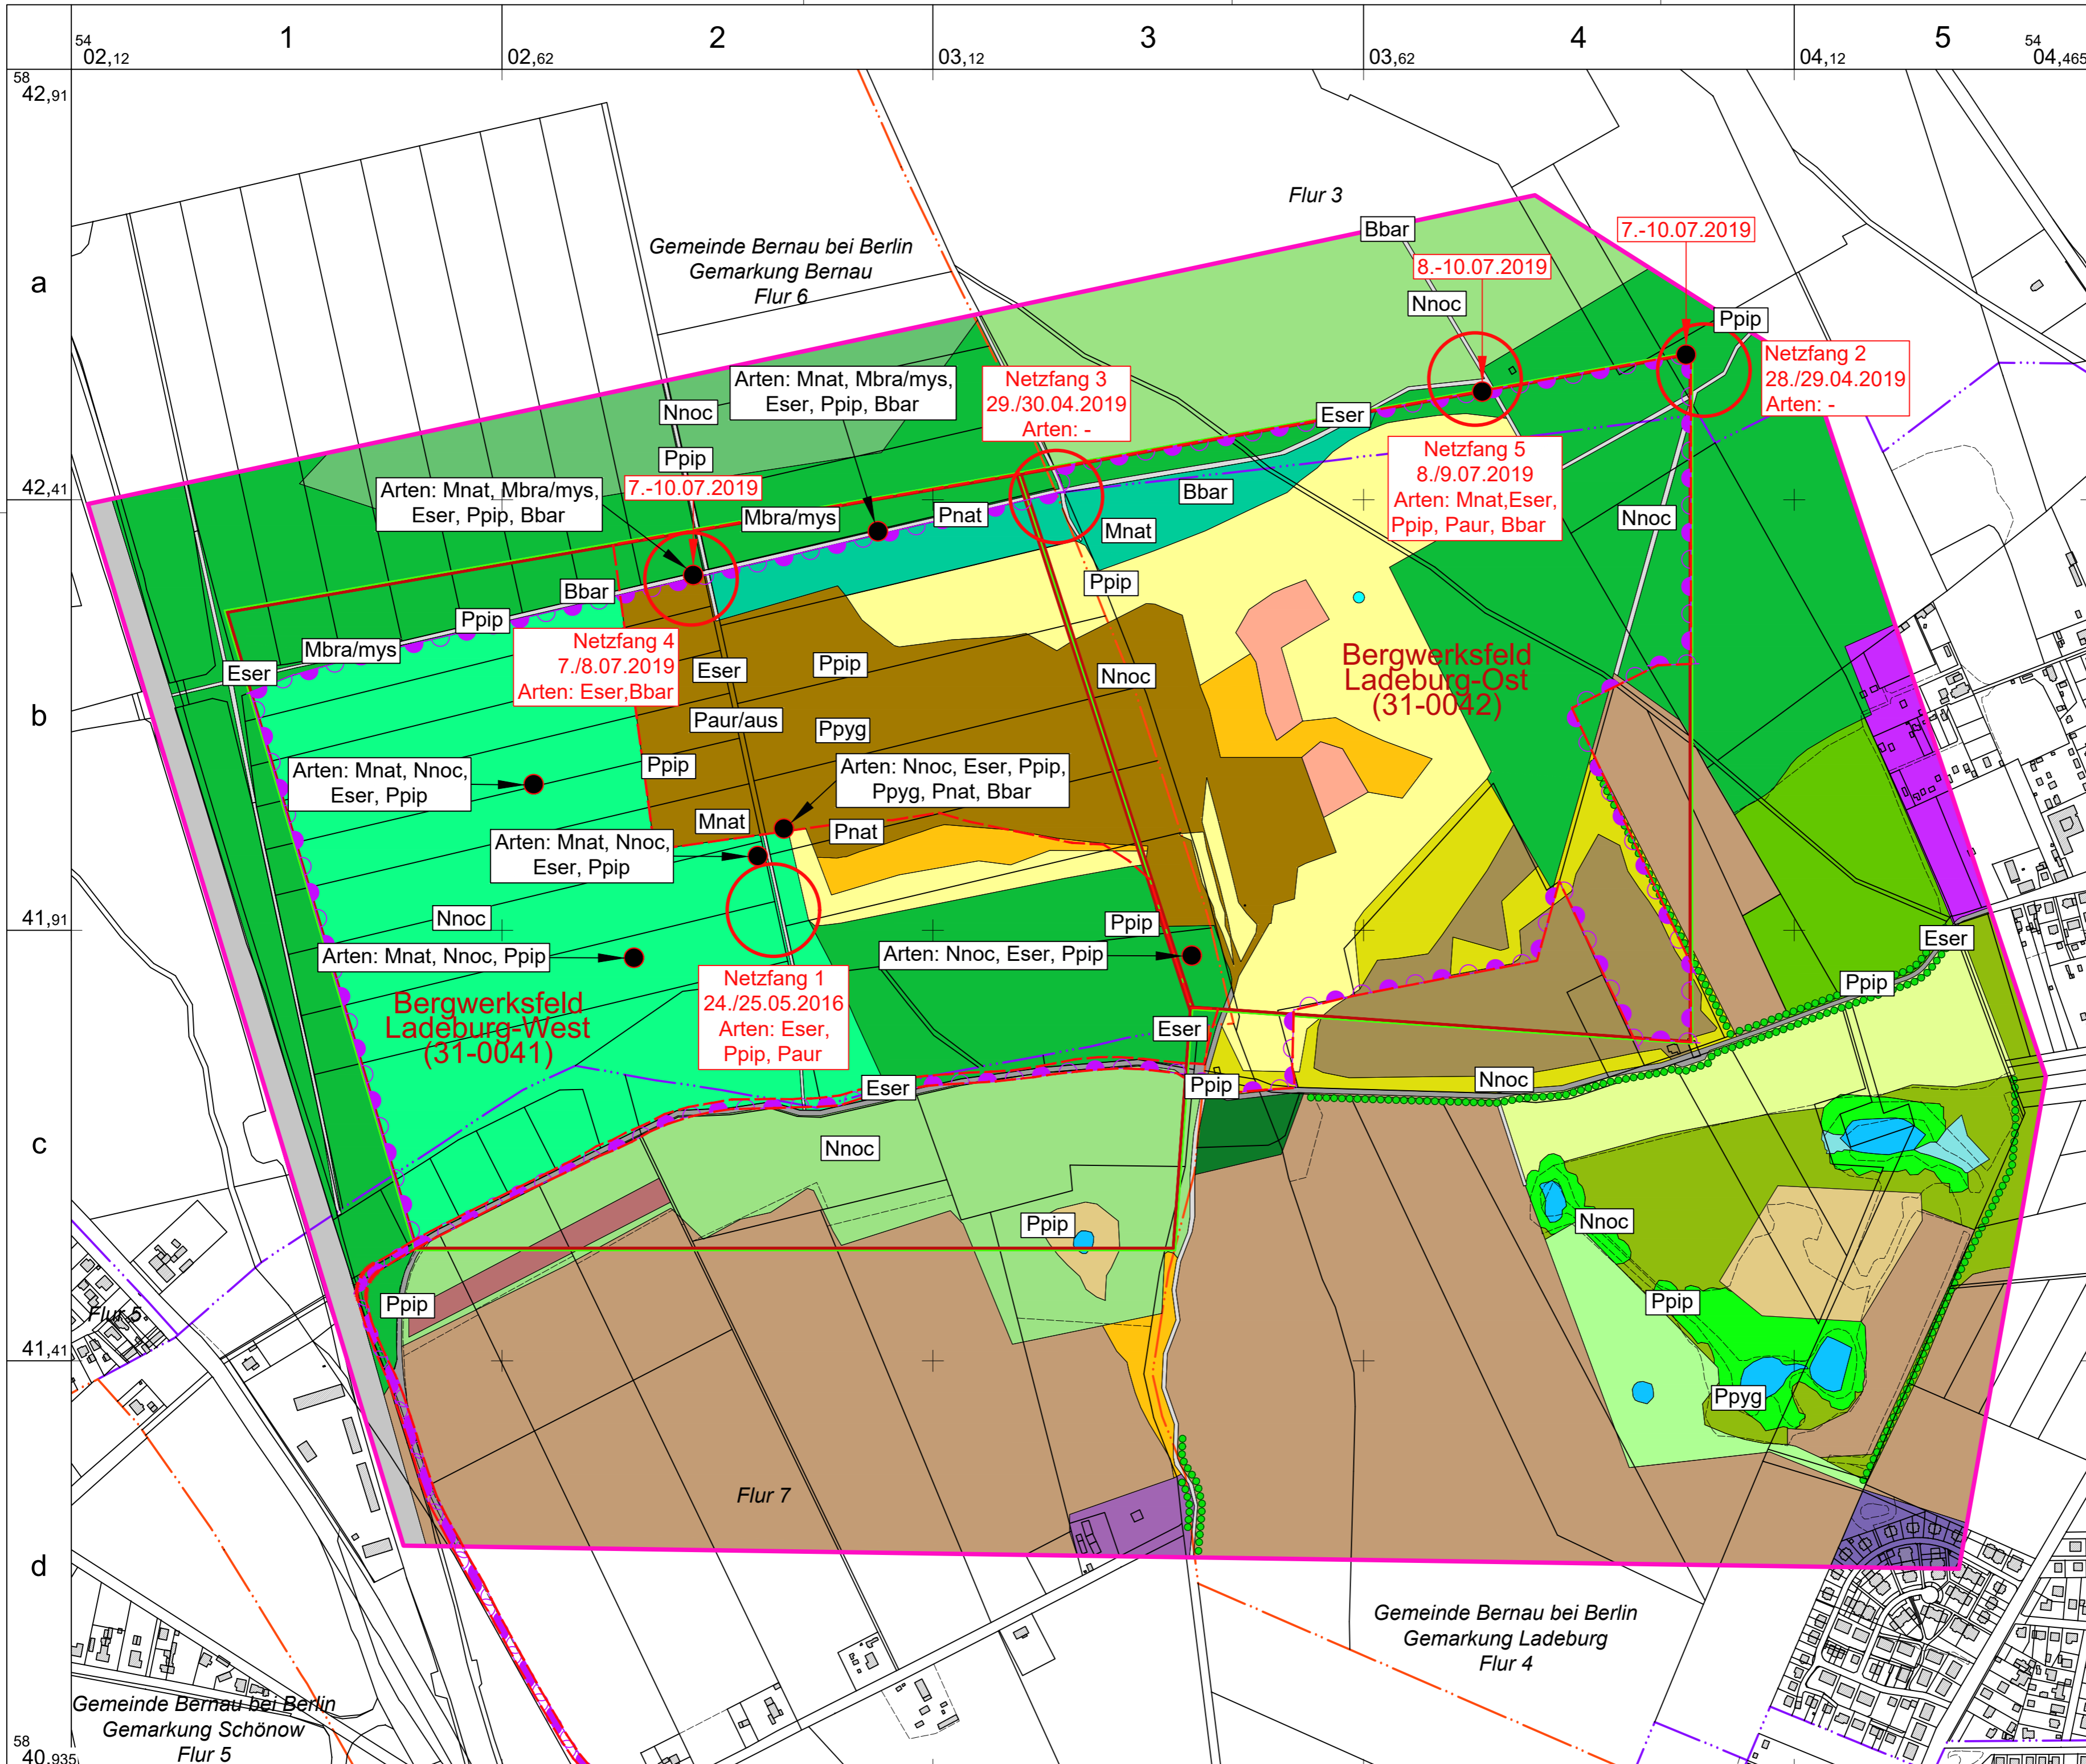 1
2
3
4
5
54
02,12
02,62
03,12
03,62
04,12
54
04,465
58
42,91
a
42,41
b
41,91
c
41,41
d
58
40,935
Flur 3
Gemeinde Bernau bei Berlin
Gemarkung Bernau
Flur 6
Bbar
7.-10.07.2019
8.-10.07.2019
Nnoc
Ppip
Netzfang 2
28./29.04.2019
Arten: -
Arten: Mnat, Mbra/mys,
Eser, Ppip, Bbar
Netzfang 3
29./30.04.2019
Arten: -
Nnoc
Eser
Ppip
Netzfang 5
8./9.07.2019
Arten: Mnat,Eser,
Ppip, Paur, Bbar
Arten: Mnat, Mbra/mys,
Eser, Ppip, Bbar
7.-10.07.2019
Mbra/mys
Pnat
Bbar
Mnat
Nnoc
Bbar
Ppip
Ppip
Mbra/mys
Eser
Netzfang 4
7./8.07.2019
Arten: Eser,Bbar
Eser
Ppip
Nnoc
Bergwerksfeld
Ladeburg-Ost
(31-0042)
Paur/aus
Ppyg
Ppip
Arten: Mnat, Nnoc,
Eser, Ppip
Arten: Nnoc, Eser, Ppip,
Ppyg, Pnat, Bbar
Mnat
Pnat
Arten: Mnat, Nnoc,
Eser, Ppip
Nnoc
Ppip
Arten: Mnat, Nnoc, Ppip
Arten: Nnoc, Eser, Ppip
Eser
Ppip
Netzfang 1
24./25.05.2016
Arten: Eser,
Ppip, Paur
Bergwerksfeld
Ladeburg-West
(31-0041)
Eser
Eser
Ppip
Nnoc
Nnoc
Ppip
Nnoc
Ppip
Ppip
Flur 5
Ppyg
Flur 7
Gemeinde Bernau bei Berlin
Gemarkung Ladeburg
Flur 4
Gemeinde Bernau bei Berlin
Gemarkung Schönow
Flur 5